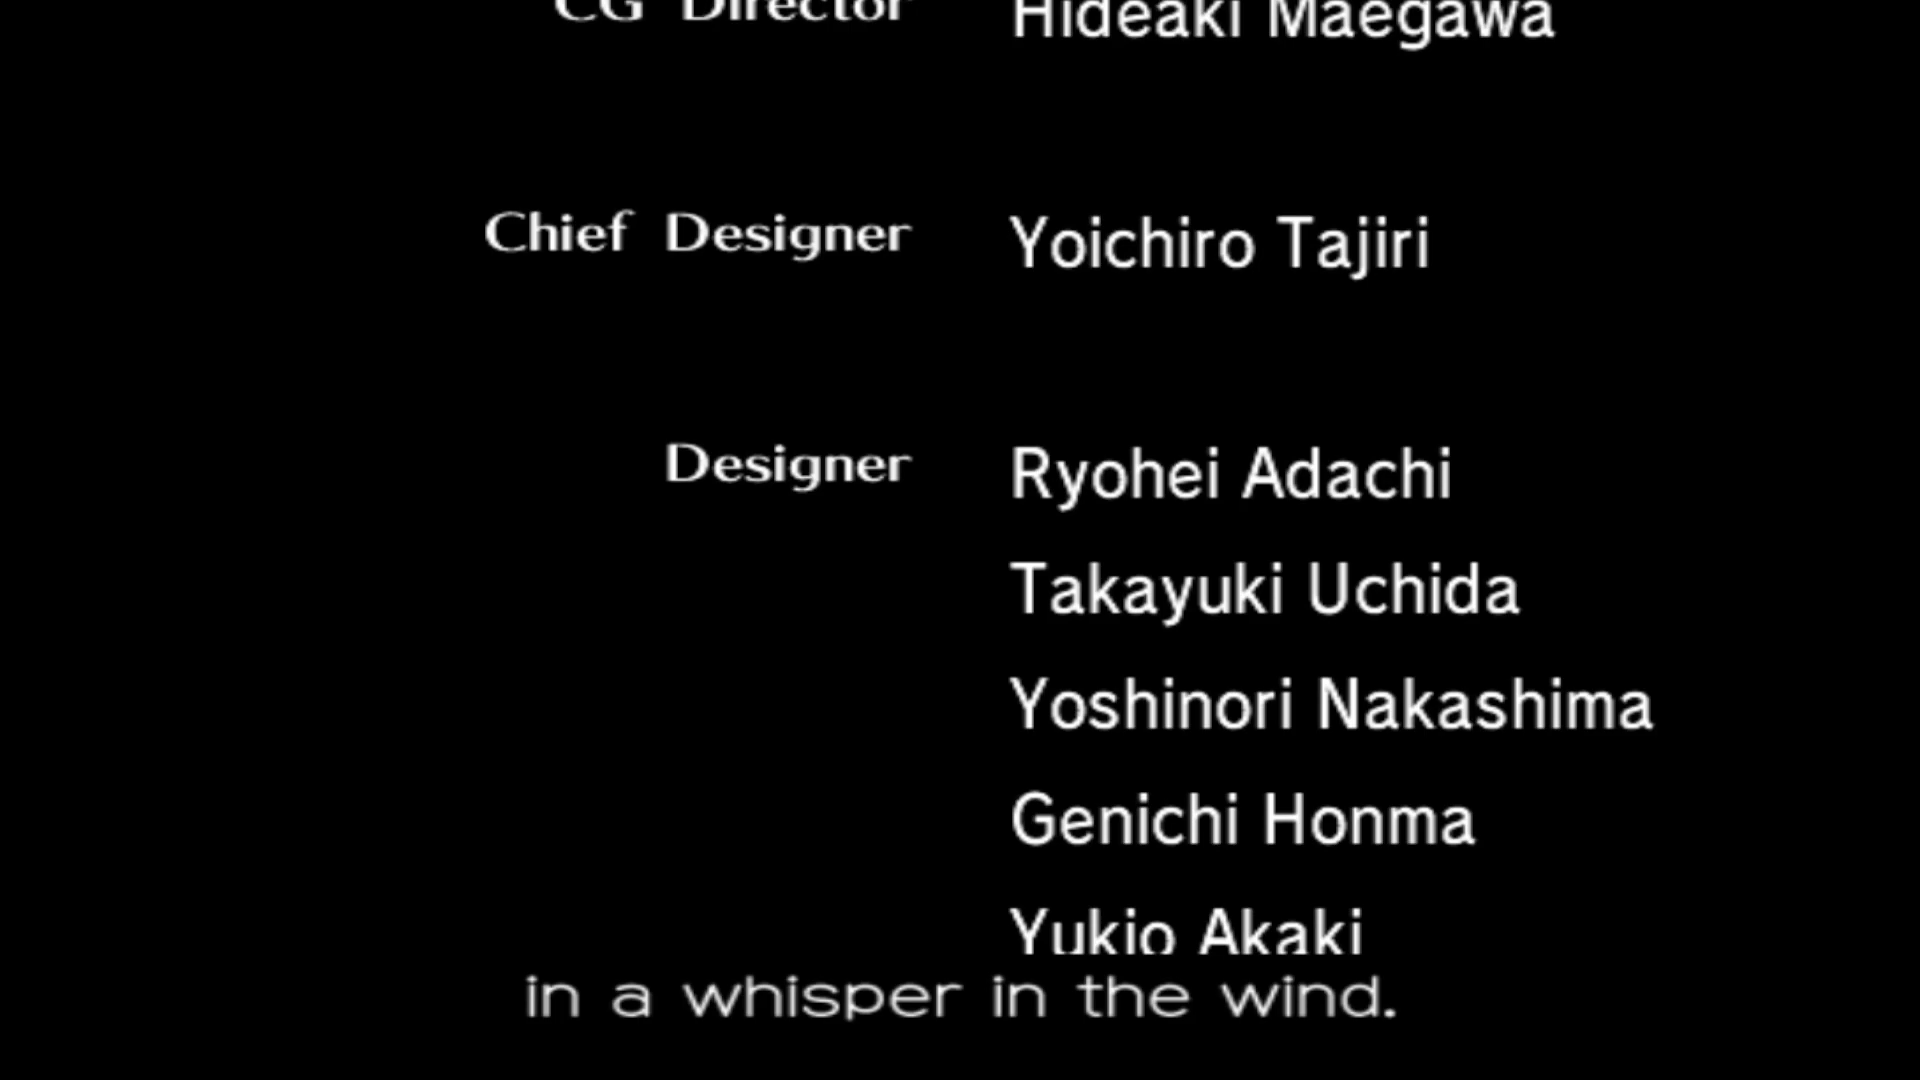 CG Director Hideaki Maegawa
Chief Designer Yoichiro Tajiri
Designer Ryohei Adachi
Takayuki Uchida
Yoshinori Nakashima
Genichi Honma
Yukio Akaki
in a whisper in the wind.